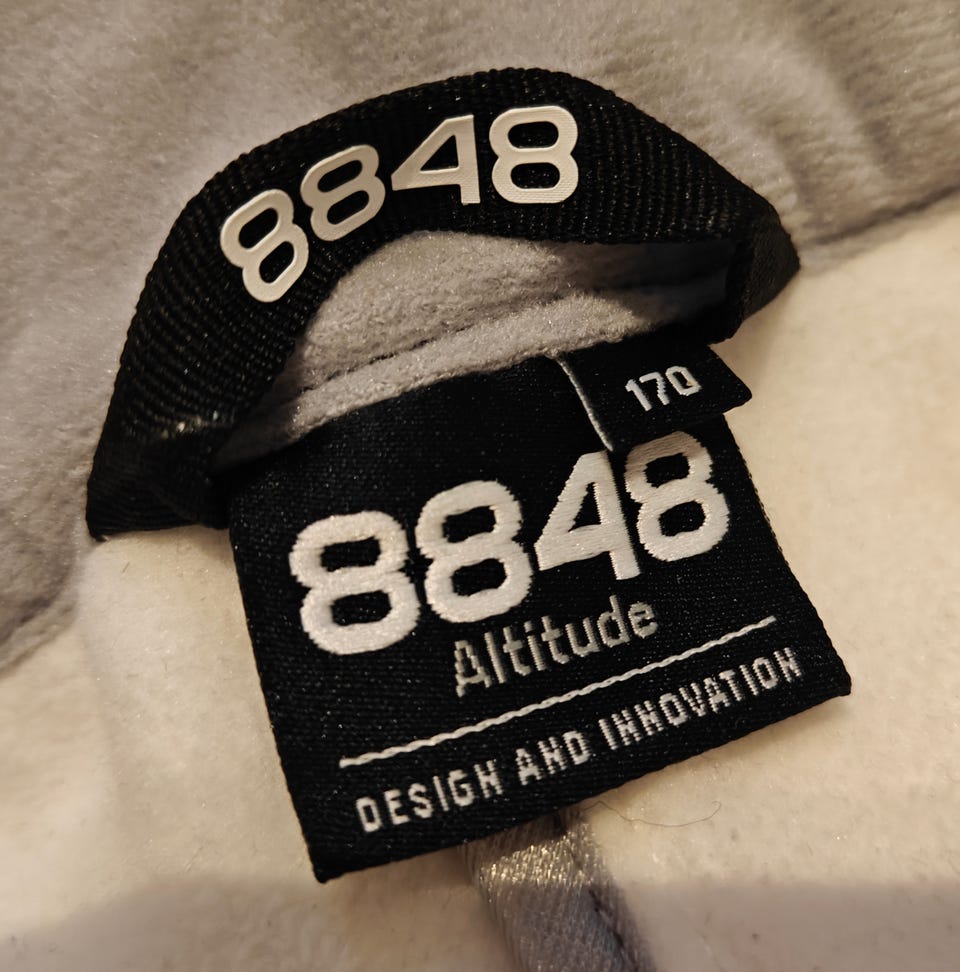 8848
170
8848
Altitude
DESIGN AND INNOVATION